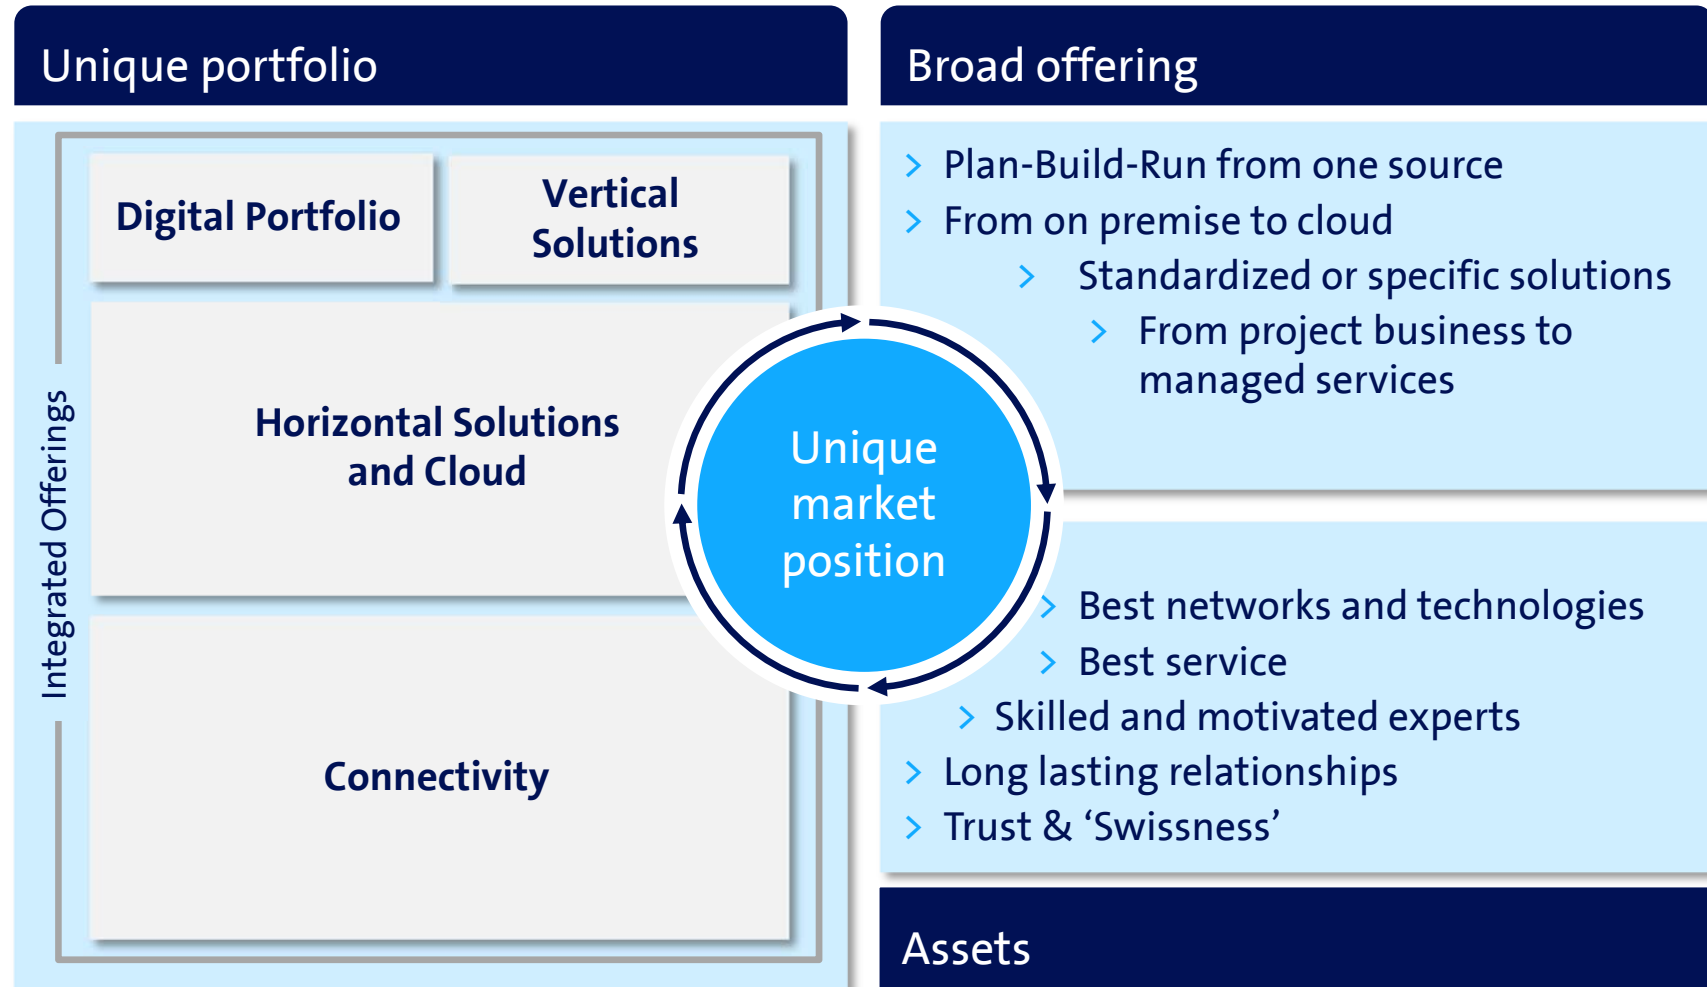 Unique portfolio
Integrated Offerings
Digital Portfolio
Vertical
Solutions
Horizontal Solutions
and Cloud
Connectivity
Unique
market
position
Broad offering
> Plan-Build-Run from one source
> From on premise to cloud
> Standardized or specific solutions
> From project business to
managed services
> Best networks and technologies
> Best service
> Skilled and motivated experts
> Long lasting relationships
> Trust & ‘Swissness’
Assets